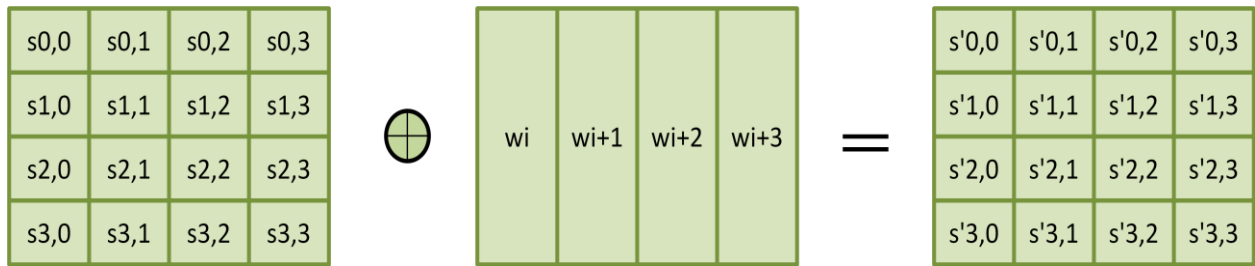 s0,0 s0,1 s0,2 s0,3
s1,0 s1,1 s1,2 s1,3
s2,0 s2,1 s2,2 s2,3
s3,0 s3,1 s3,2 s3,3
wi wi+1 wi+2 wi+3
=
s'0,0 s'0,1 s'0,2 s'0,3
s'1,0 s'1,1 s'1,2 s'1,3
s'2,0 s'2,1 s'2,2 s'2,3
s'3,0 s'3,1 s'3,2 s'3,3